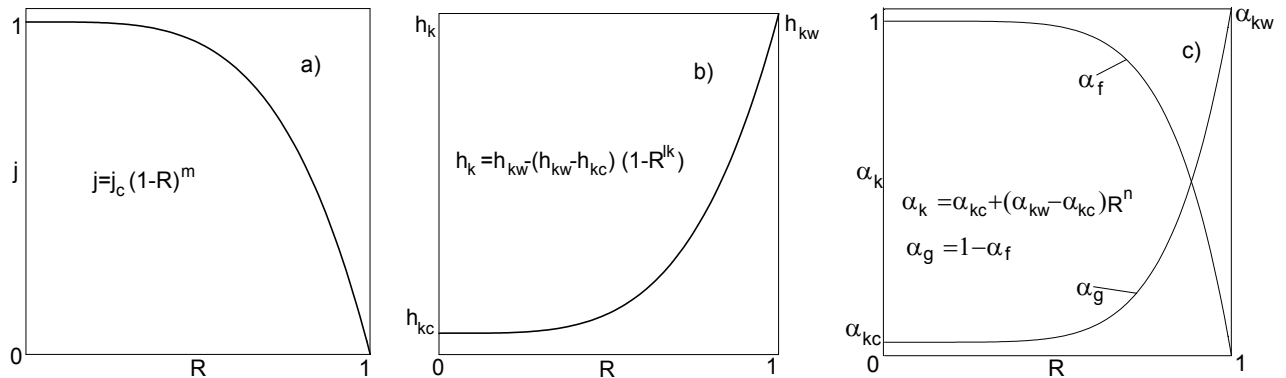 1
a)
j
j=j_c (1-R)^m
0
R
1
h_k
h_kw
b)
h_k =h_kw-(h_kw-h_kc) (1-R^lk)
h_kc
0
R
1
1
α_kw
c)
α_f
α_k
α_k =α_kc+(α_kw−α_kc)R^n
α_g =1−α_f
α_g
α_kc
0
R
1